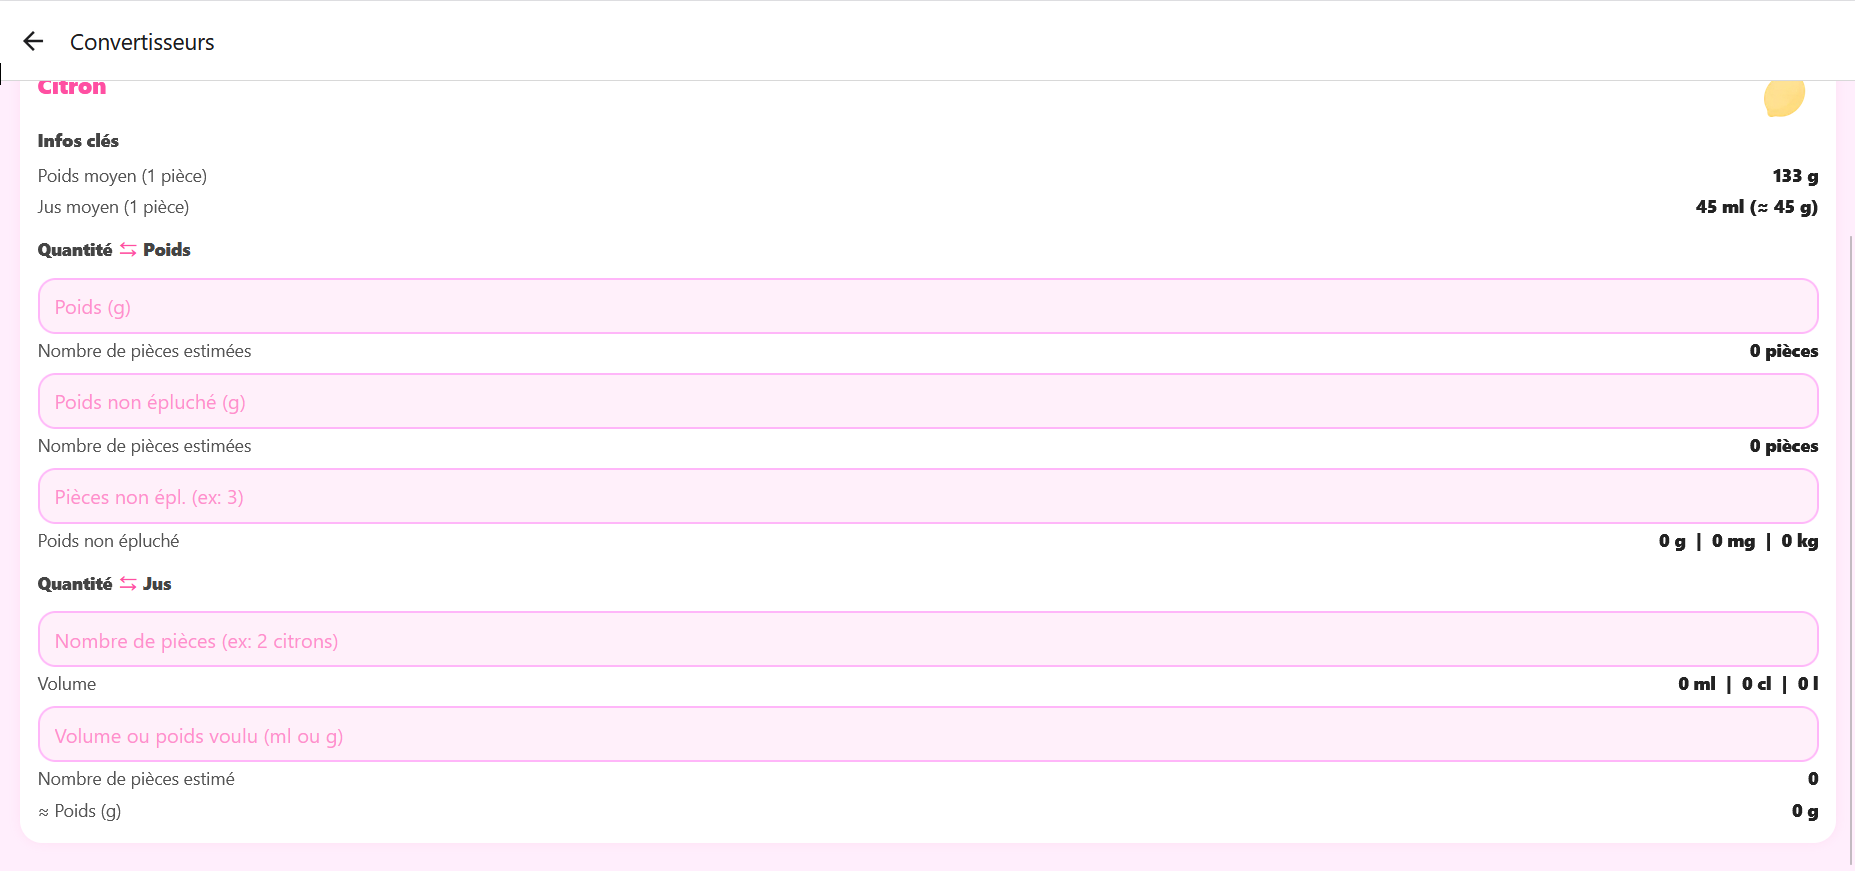 Convertisseurs
Citron
Infos clés
Poids moyen (1 pièce) 133 g
Jus moyen (1 pièce) 45 ml (≈ 45 g)
Quantité ⇆ Poids
Poids (g)
Nombre de pièces estimées 0 pièces
Poids non épluché (g)
Nombre de pièces estimées 0 pièces
Pièces non épl. (ex: 3)
Poids non épluché 0 g | 0 mg | 0 kg
Quantité ⇆ Jus
Nombre de pièces (ex: 2 citrons)
Volume 0 ml | 0 cl | 0 l
Volume ou poids voulu (ml ou g)
Nombre de pièces estimé 0
≈ Poids (g) 0 g